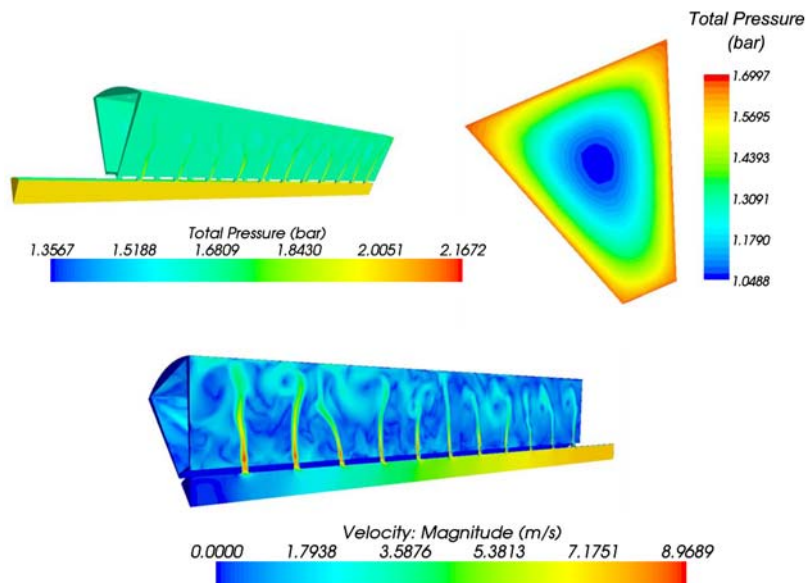 Total Pressure
(bar)
1.6997
1.5695
1.4393
1.3091
1.1790
1.0488
Total Pressure (bar)
1.3567 1.5188 1.6809 1.8430 2.0051 2.1672
Velocity: Magnitude (m/s)
0.0000 1.7938 3.5876 5.3813 7.1751 8.9689